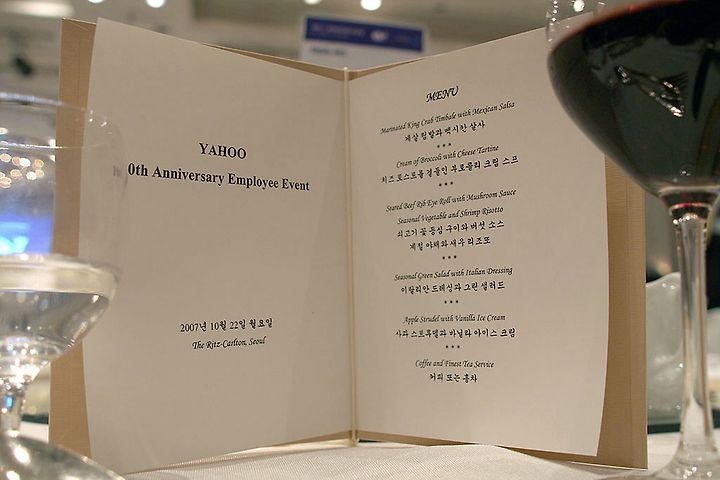 YAHOO
0th Anniversary Employee Event
2007년 10월 22일 월요일
The Ritz-Carlton, Seoul
MENU
Marinated King Crab Timbale with Mexican Salsa
게살 팀발과 멕시칸 살사
***
Cream of Broccoli with Cheese Tartine
치즈 토스트를 곁들인 부로콜리 크림 스프
***
Seared Beef Rib Eye Roll with Mushroom Sauce
Seasonal Vegetable and Shrimp Risotto
쇠고기 꽃 등심 구이와 버섯 소스
계절 야채와 새우 리조또
***
Seasonal Green Salad with Italian Dressing
이탈리안 드레싱과 그린 샐러드
***
Apple Strudel with Vanilla Ice Cream
사과 스트루델과 바닐라 아이스 크림
***
Coffee and Finest Tea Service
커피 또는 홍차